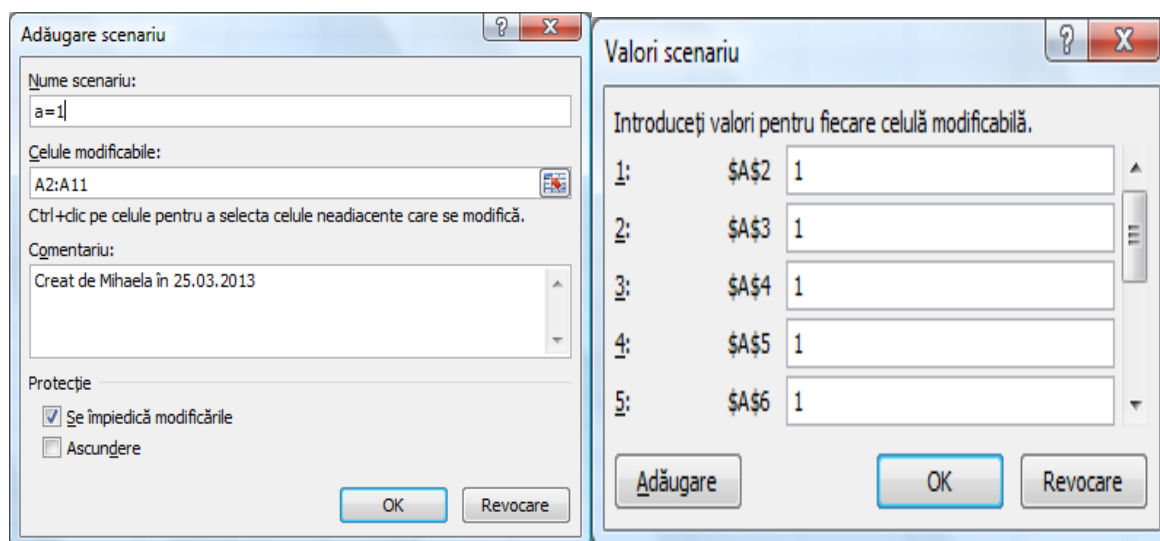 Adăugare scenariu
Nume scenariu:
a=1
Celule modificabile:
A2:A11
Ctrl+clic pe celule pentru a selecta celule neadiacente care se modifică.
Comentariu:
Creat de Mihaela în 25.03.2013
Protecție
Se împiedică modificările
Ascundere
OK Revocare
Valori scenariu
Introduceți valori pentru fiecare celulă modificabilă.
1: $A$2 1
2: $A$3 1
3: $A$4 1
4: $A$5 1
5: $A$6 1
Adăugare OK Revocare